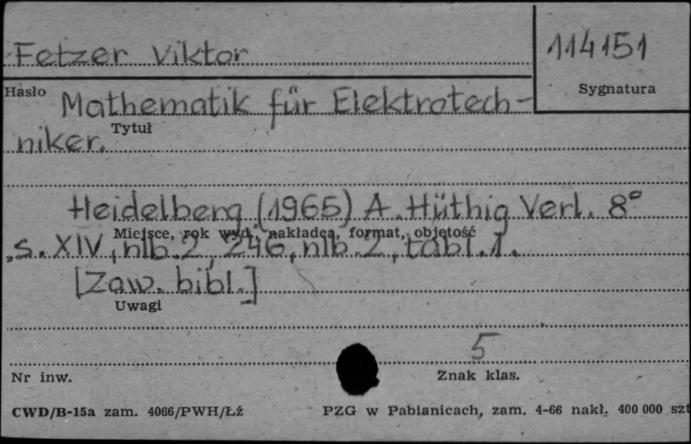 Fetzer Viktor
114151
Hasło
Sygnatura
Mathematik für Elektrotech-
Tytuł
niker.
Heidelberg (1965) A. Hüthig Verl. 8°
Miejsce, rok wyd., nakładca, format, objętość
s. XIV, nlb. 2, 246, nlb. 2, tabl. 1.
[Zaw. bibl.]
Uwagi
5
Nr inw.
Znak klas.
CWD/B-15a zam. 4066/PWH/Łź
PZG w Pabianicach, zam. 4-66 nakł. 400 000 szt